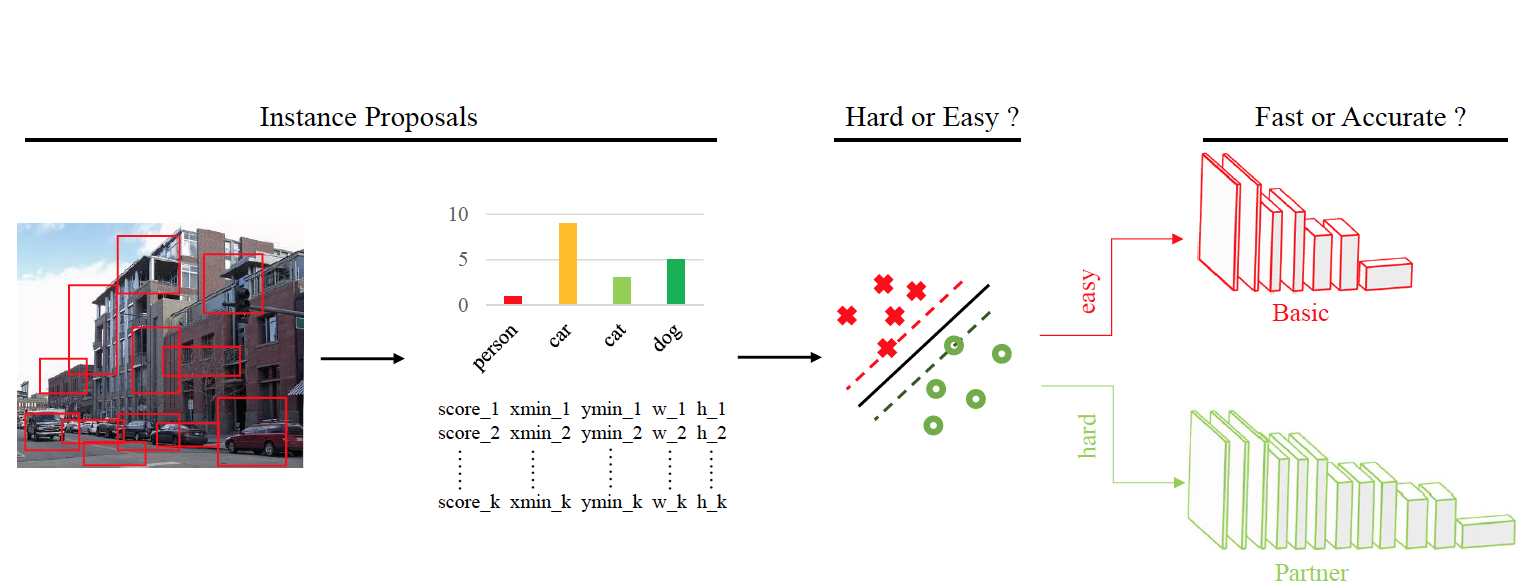 Instance Proposals
Hard or Easy ?
Fast or Accurate ?
10
5
0
person
car
cat
dog
score_1 xmin_1 ymin_1 w_1 h_1
score_2 xmin_2 ymin_2 w_2 h_2
score_k xmin_k ymin_k w_k h_k
easy
hard
Basic
Partner